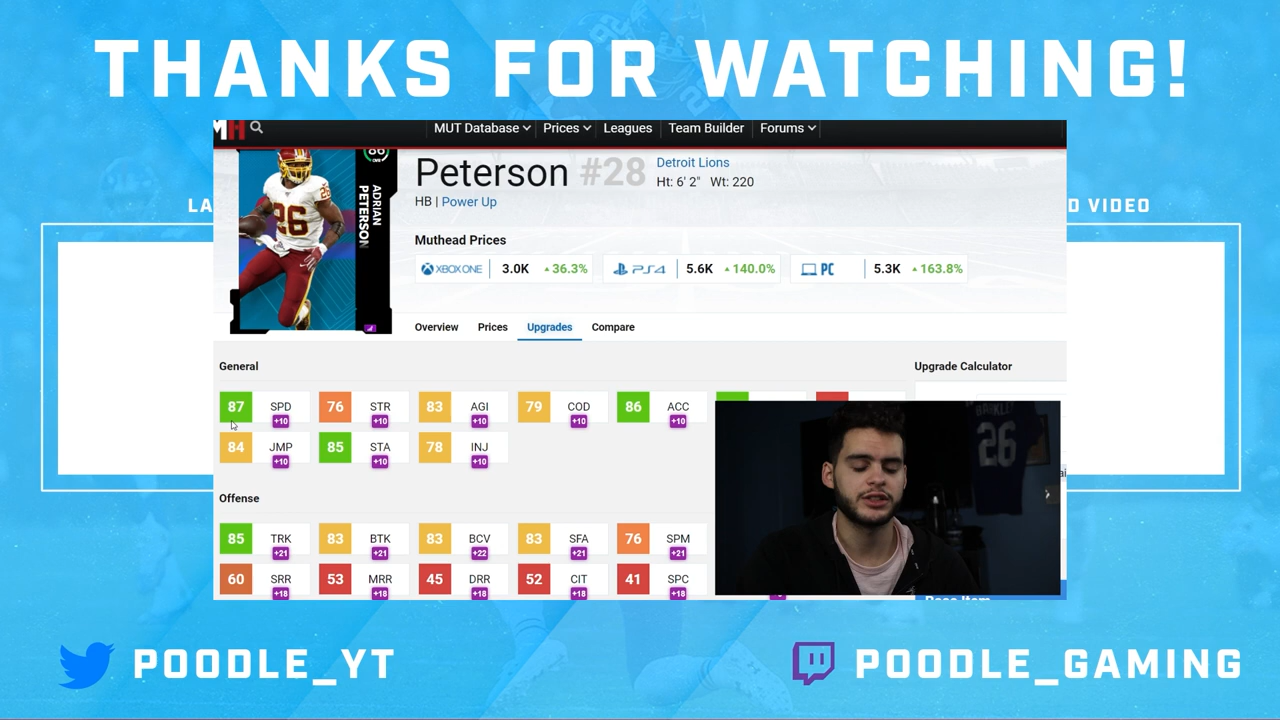 THANKS FOR WATCHING!
MUT Database Prices Leagues Team Builder Forums
Peterson #28 Detroit Lions
Ht: 6' 2" Wt: 220
HB | Power Up
ADRIAN PETERSON
26
Muthead Prices
XBOX ONE 3.0K 36.3% PS4 5.6K 140.0% PC 5.3K 163.8%
Overview Prices Upgrades Compare
General Upgrade Calculator
87 SPD +10 76 STR +10 83 AGI +10 79 COD +10 86 ACC +10
84 JMP +10 85 STA +10 78 INJ +10
Offense
85 TRK +21 83 BTK +21 83 BCV +22 83 SFA +21 76 SPM +21
60 SRR +18 53 MRR +18 45 DRR +18 52 CIT +18 41 SPC +18
BARKLEY
26
LA
D VIDEO
POODLE_YT
POODLE_GAMING